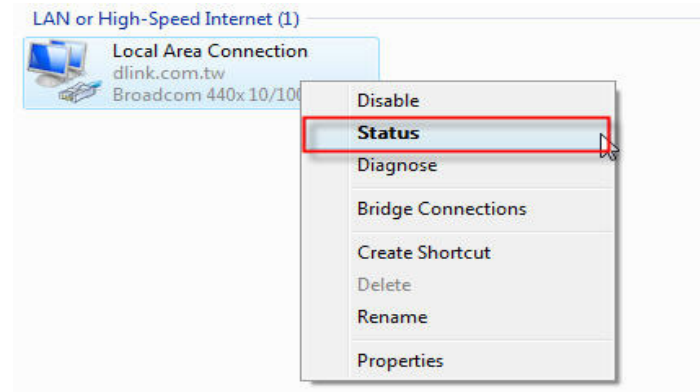 LAN or High-Speed Internet (1)
Local Area Connection
dlink.com.tw
Broadcom 440x 10/100
Disable
Status
Diagnose
Bridge Connections
Create Shortcut
Delete
Rename
Properties